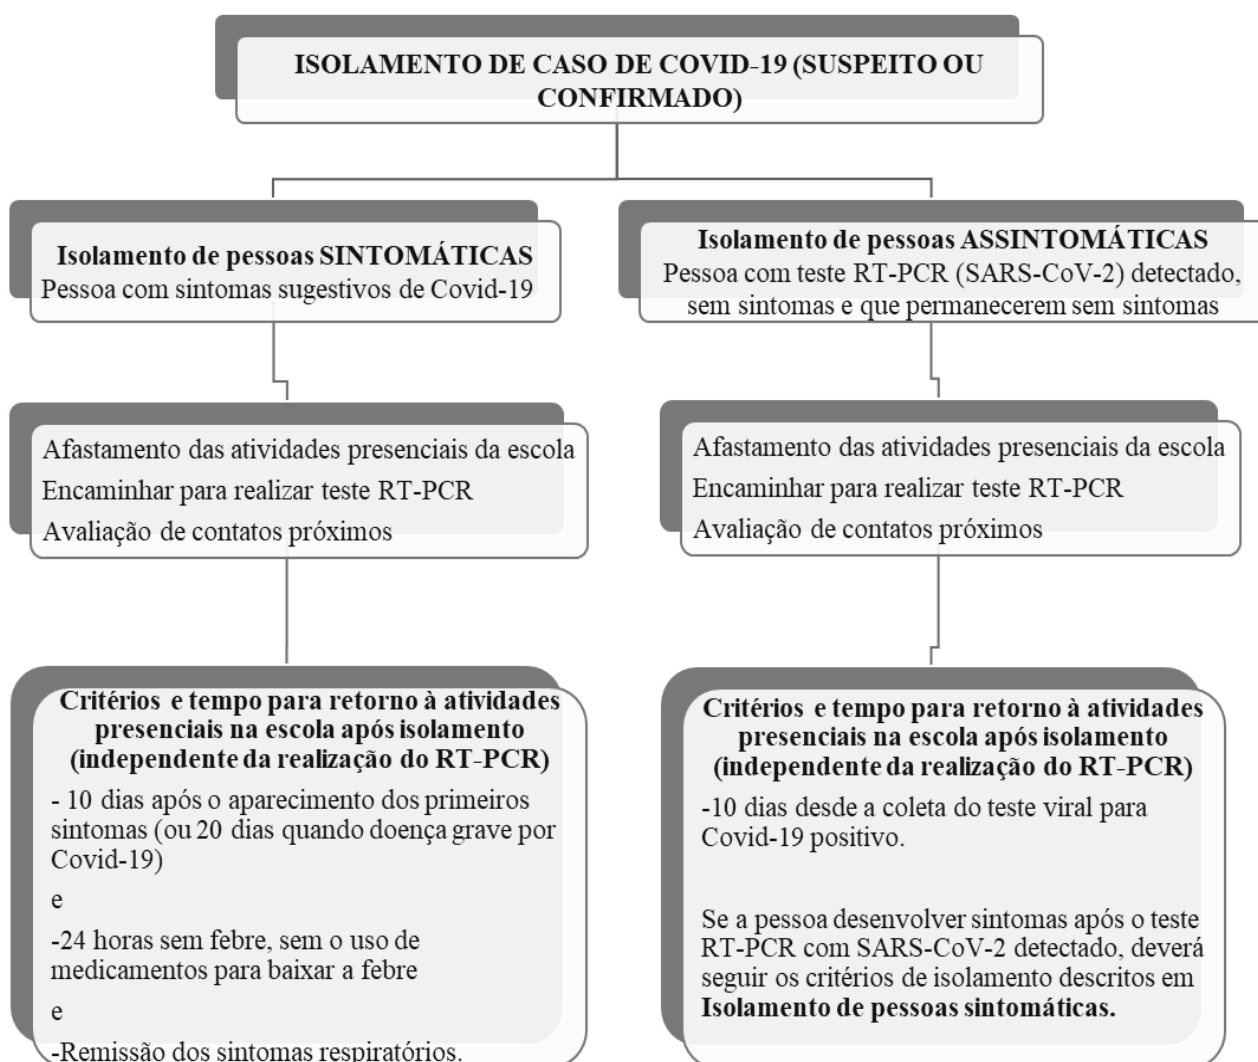 ISOLAMENTO DE CASO DE COVID-19 (SUSPEITO OU
CONFIRMADO)
Isolamento de pessoas SINTOMÁTICAS
Pessoa com sintomas sugestivos de Covid-19
Isolamento de pessoas ASSINTOMÁTICAS
Pessoa com teste RT-PCR (SARS-CoV-2) detectado,
sem sintomas e que permanecerem sem sintomas
Afastamento das atividades presenciais da escola
Encaminhar para realizar teste RT-PCR
Avaliação de contatos próximos
Afastamento das atividades presenciais da escola
Encaminhar para realizar teste RT-PCR
Avaliação de contatos próximos
Critérios e tempo para retorno à atividades
presenciais na escola após isolamento
(independente da realização do RT-PCR)
- 10 dias após o aparecimento dos primeiros
sintomas (ou 20 dias quando doença grave por
Covid-19)
e
-24 horas sem febre, sem o uso de
medicamentos para baixar a febre
e
-Remissão dos sintomas respiratórios.
Critérios e tempo para retorno à atividades
presenciais na escola após isolamento
(independente da realização do RT-PCR)
-10 dias desde a coleta do teste viral para
Covid-19 positivo.
Se a pessoa desenvolver sintomas após o teste
RT-PCR com SARS-CoV-2 detectado, deverá
seguir os critérios de isolamento descritos em
Isolamento de pessoas sintomáticas.